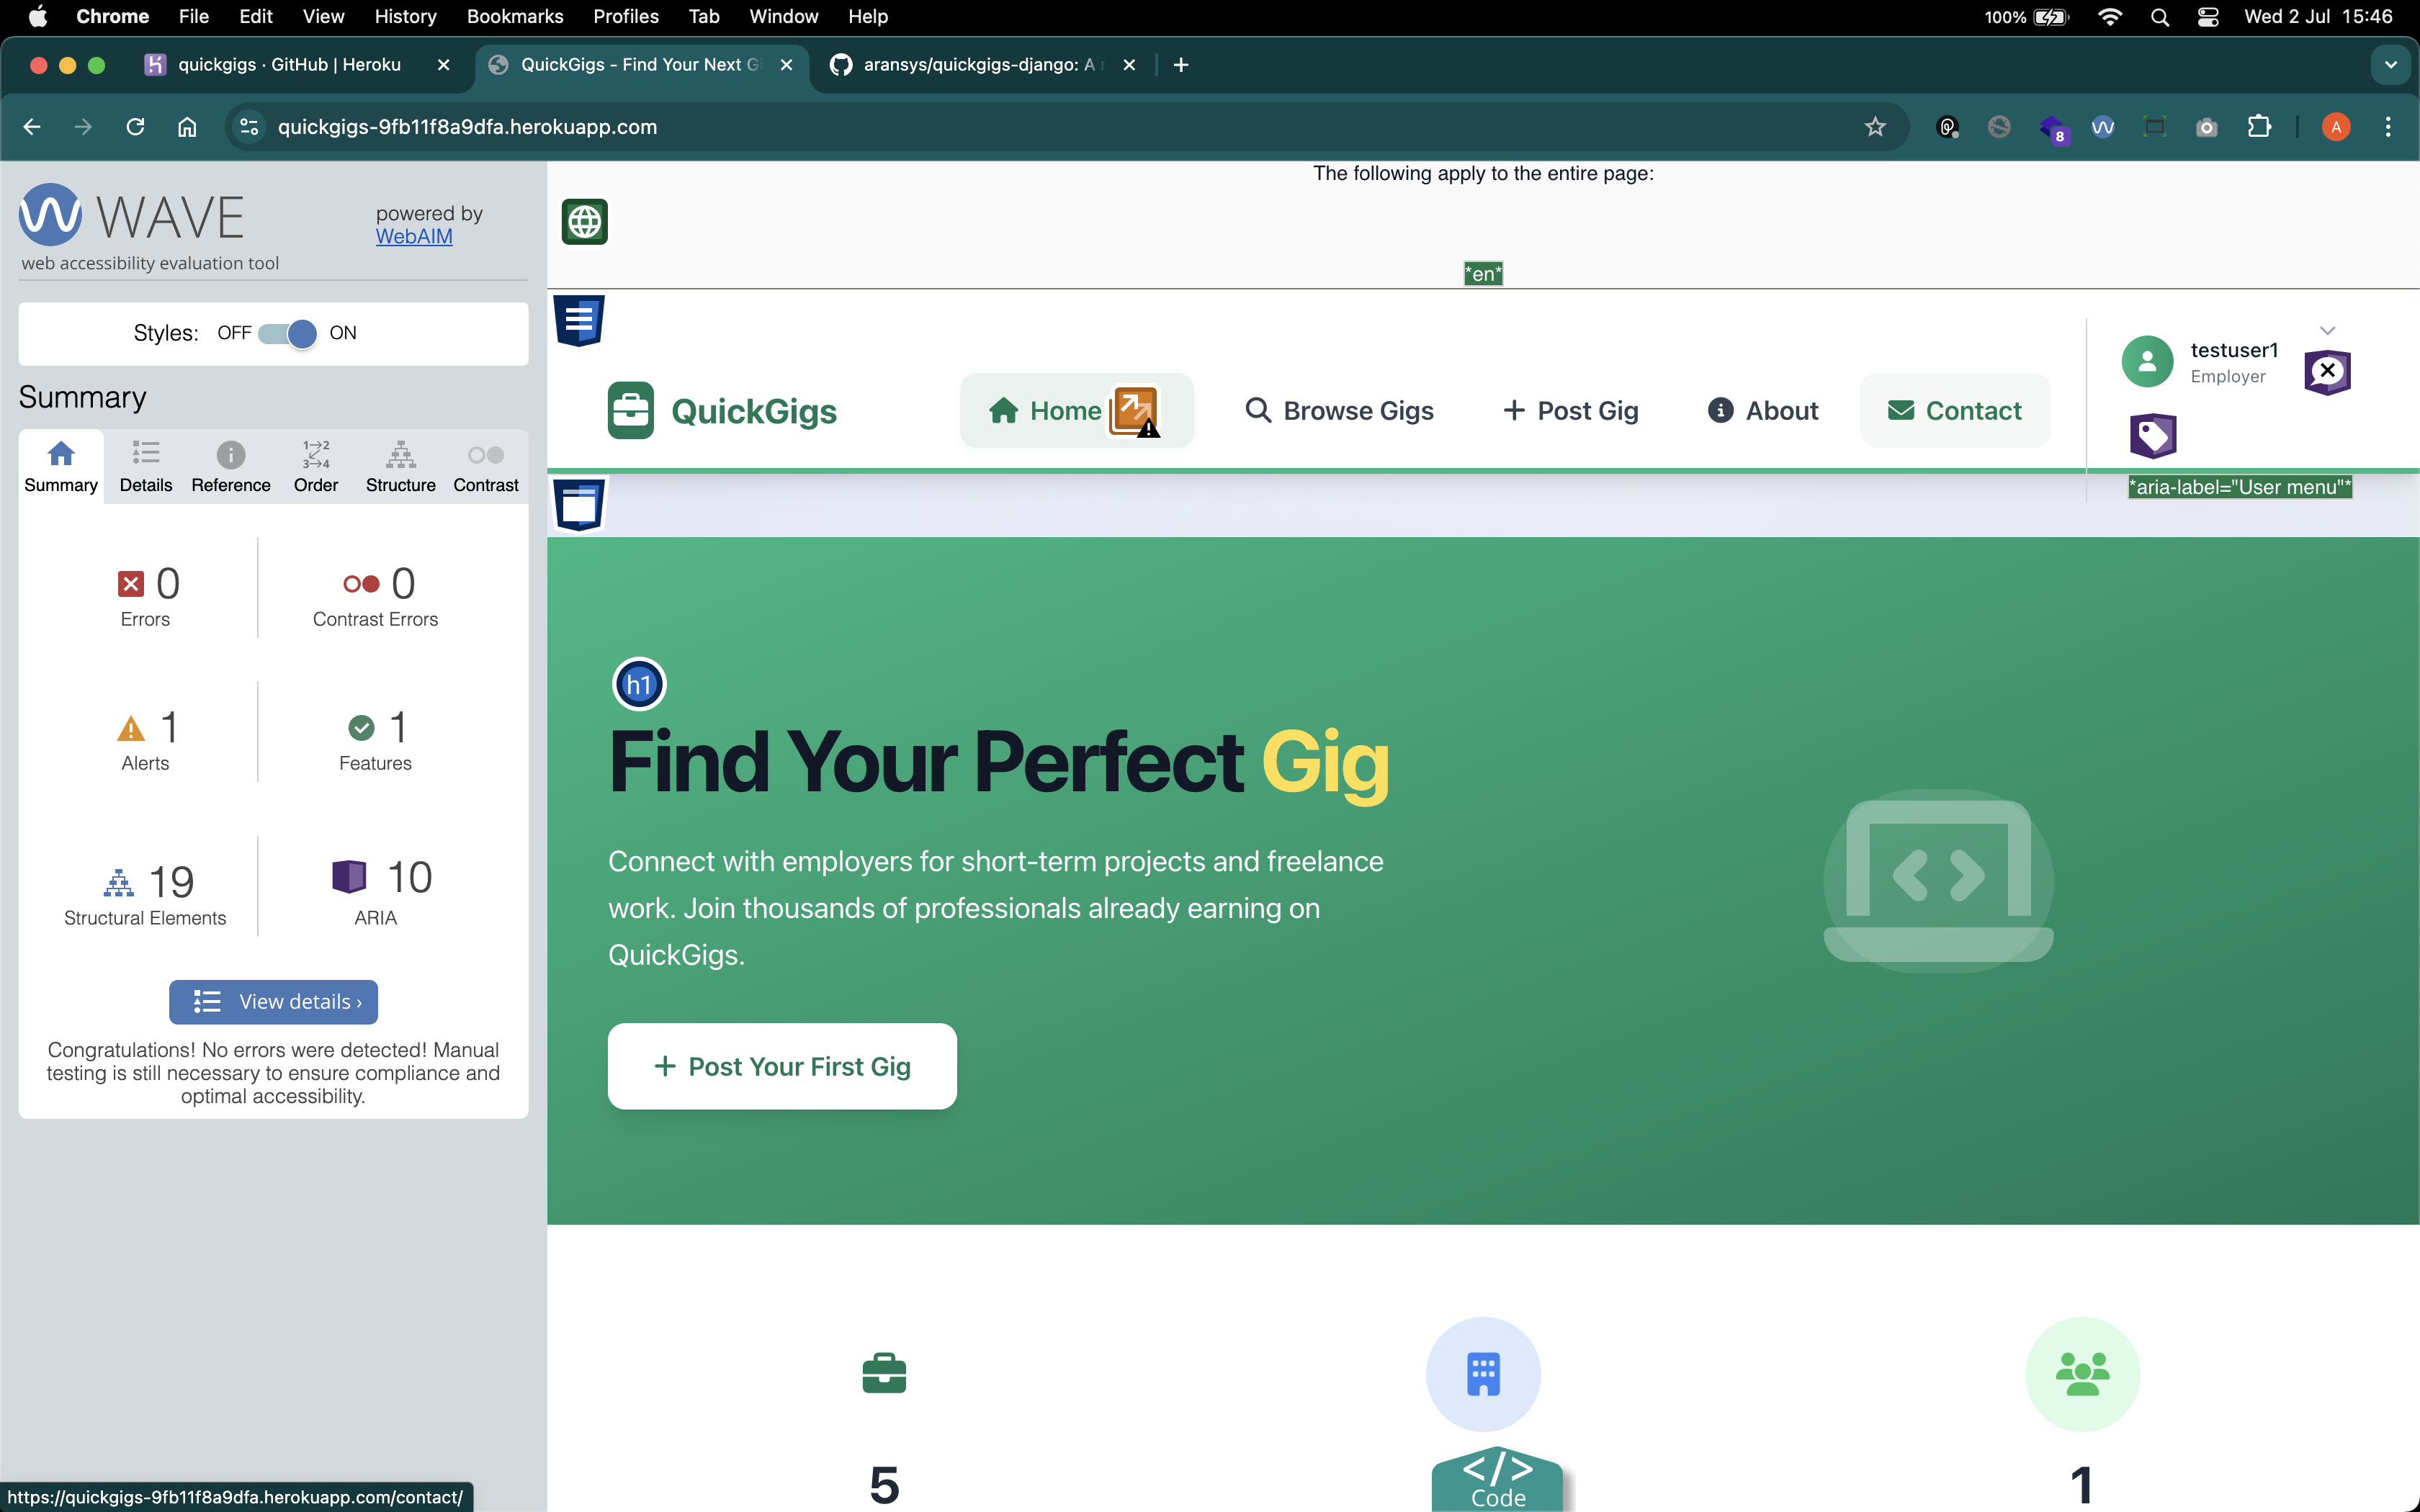 Chrome File Edit View History Bookmarks Profiles Tab Window Help 100% Wed 2 Jul 15:46
quickgigs · GitHub | Heroku QuickGigs - Find Your Next G aransys/quickgigs-django: A
quickgigs-9fb11f8a9dfa.herokuapp.com 8 A
WAVE
powered by
WebAIM
web accessibility evaluation tool
Styles: OFF ON
Summary
1→2
3→4
Summary Details Reference Order Structure Contrast
0 0
Errors Contrast Errors
1 1
Alerts Features
19 10
Structural Elements ARIA
View details ›
Congratulations! No errors were detected! Manual
testing is still necessary to ensure compliance and
optimal accessibility.
The following apply to the entire page:
*en*
QuickGigs Home Browse Gigs Post Gig About Contact
testuser1
Employer
*aria-label="User menu"*
h1
Find Your Perfect Gig
Connect with employers for short-term projects and freelance
work. Join thousands of professionals already earning on
QuickGigs.
+ Post Your First Gig
5 1
</>
Code
https://quickgigs-9fb11f8a9dfa.herokuapp.com/contact/